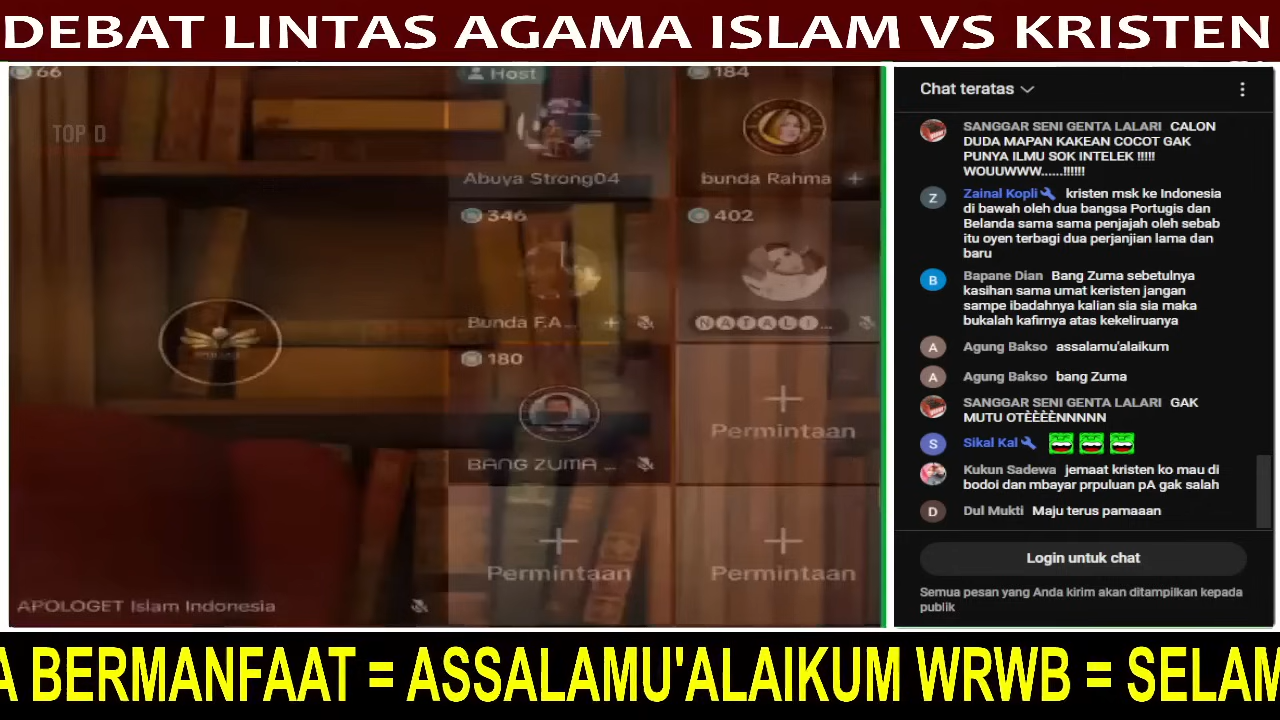 DEBAT LINTAS AGAMA ISLAM VS KRISTEN
66
TOP D
Host
184
Abuya Strong04
bunda Rahma +
346
402
Bunda F.A... +
NATALI...
180
BANG ZUMA ...
Permintaan
Permintaan
Permintaan
APOLOGET Islam Indonesia
Chat teratas
SANGGAR SENI GENTA LALARI CALON
DUDA MAPAN KAKEAN COCOT GAK
PUNYA ILMU SOK INTELEK !!!!!
WOUUWWW......!!!!!!
Z
Zainal Kopli kristen msk ke Indonesia
di bawah oleh dua bangsa Portugis dan
Belanda sama sama penjajah oleh sebab
itu oyen terbagi dua perjanjian lama dan
baru
B
Bapane Dian Bang Zuma sebetulnya
kasihan sama umat keristen jangan
sampe ibadahnya kalian sia sia maka
bukalah kafirnya atas kekeliruanya
A
Agung Bakso assalamu'alaikum
A
Agung Bakso bang Zuma
SANGGAR SENI GENTA LALARI GAK
MUTU OTÈÈÈÈNNNNN
S
Sikal Kal
Kukun Sadewa jemaat kristen ko mau di
bodoi dan mbayar prpuluan pA gak salah
D
Dul Mukti Maju terus pamaaan
Login untuk chat
Semua pesan yang Anda kirim akan ditampilkan kepada
publik
A BERMANFAAT = ASSALAMU'ALAIKUM WRWB = SELAM